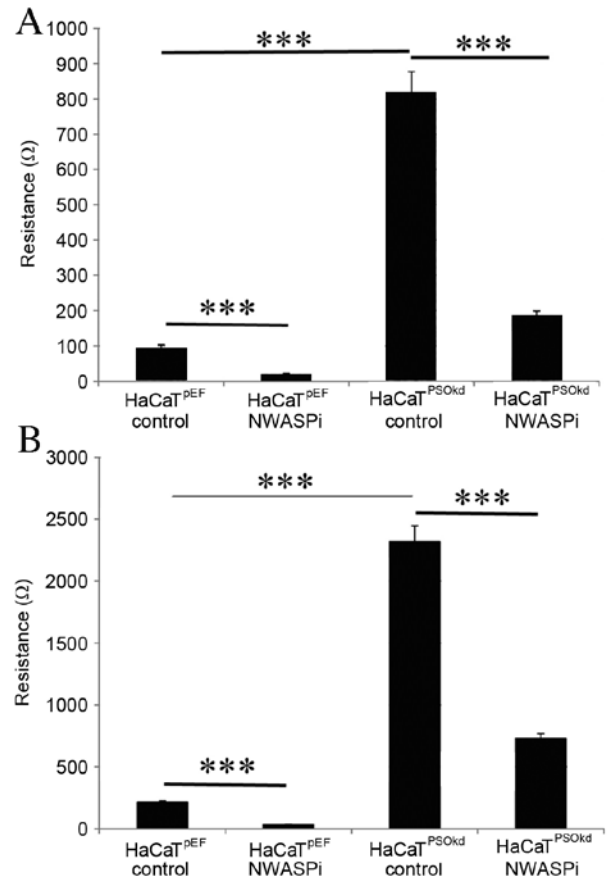 A
1000
900
800
700
600
500
400
300
200
100
0
Resistance (Ω)
***
***
***
HaCaT^pEF control
HaCaT^pEF NWASPi
HaCaT^PSOkd control
HaCaT^PSOkd NWASPi
B
3000
2500
2000
1500
1000
500
0
Resistance (Ω)
***
***
***
HaCaT^pEF control
HaCaT^pEF NWASPi
HaCaT^PSOkd control
HaCaT^PSOkd NWASPi